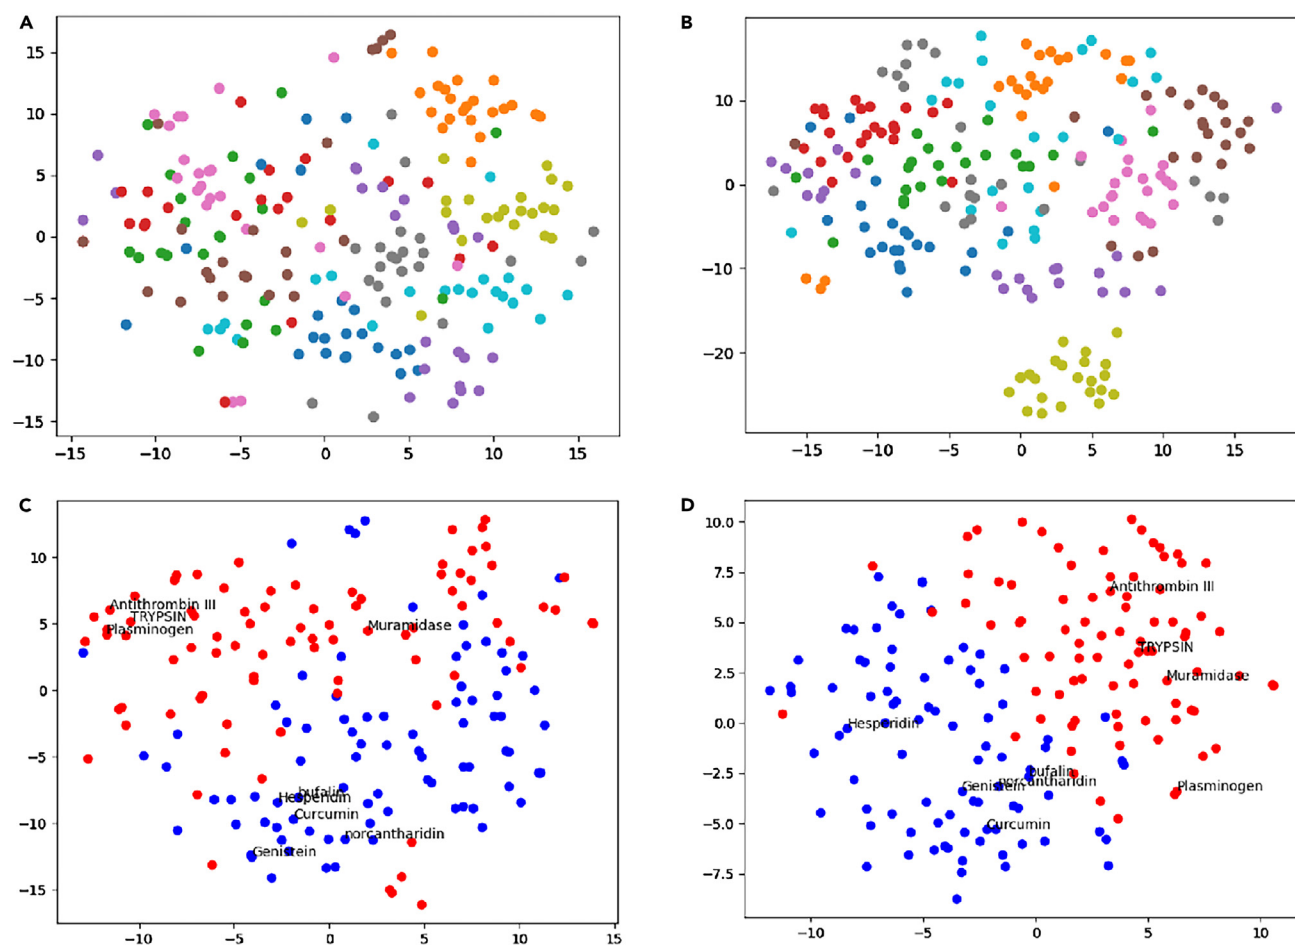 A
15
10
5
0
−5
−10
−15
−15 −10 −5 0 5 10 15
B
10
0
−10
−20
−15 −10 −5 0 5 10 15
C
10
5
0
−5
−10
−15
Antithrombin III
TRYPSIN
Plasminogen
Muramidase
bufalin
Hesperidin
Curcumin
norcantharidin
Genistein
−10 −5 0 5 10 15
D
10.0
7.5
5.0
2.5
0.0
−2.5
−5.0
−7.5
Antithrombin III
TRYPSIN
Muramidase
Hesperidin
bufalin
norcantharidin
Genistein
Plasminogen
Curcumin
−10 −5 0 5 10